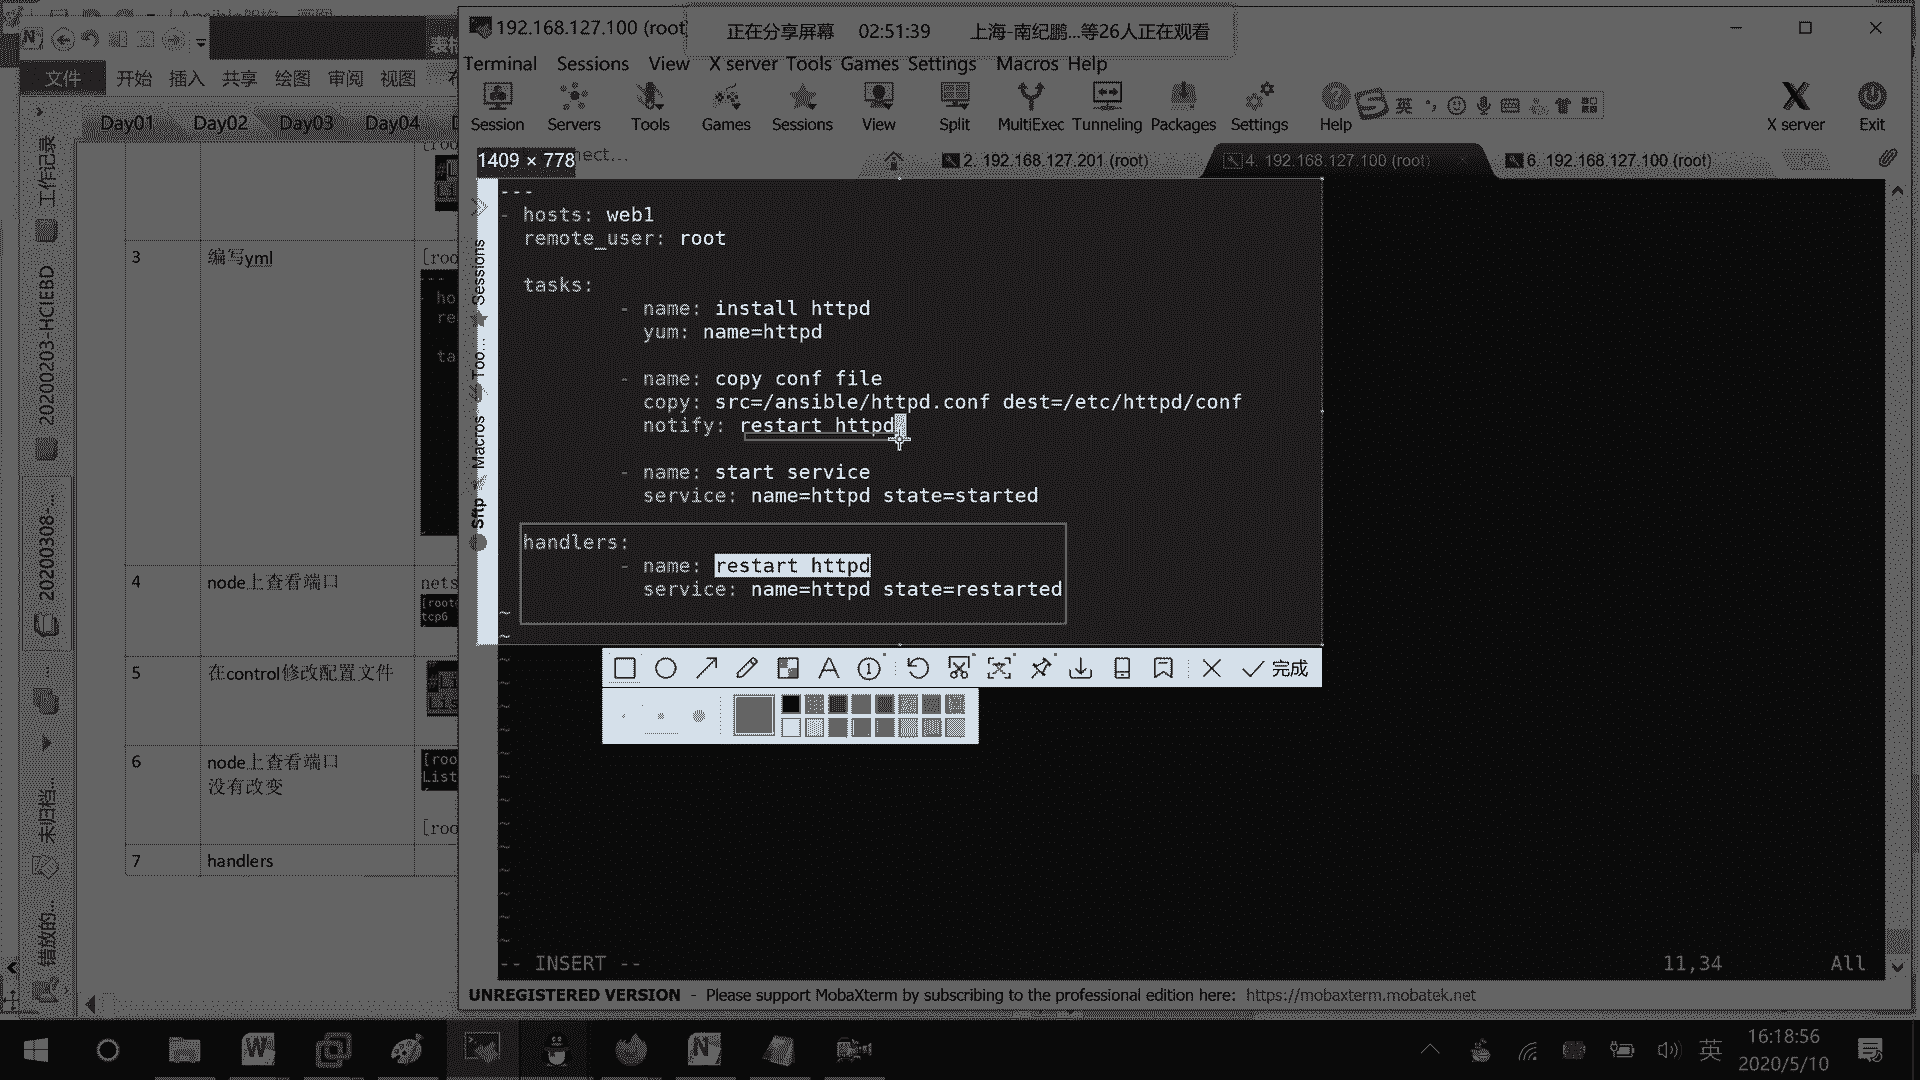 192.168.127.100 (root
正在分享屏幕 02:51:39 上海-南纪鹏...等26人正在观看
Terminal Sessions View X server Tools Games Settings Macros Help
文件 开始 插入 共享 绘图 审阅 视图
Session Servers Tools Games Sessions View Split MultiExec Tunneling Packages Settings Help
英
X server Exit
Day01 Day02 Day03 Day04
1409 × 778
2. 192.168.127.201 (root)
4. 192.168.127.100 (root)
6. 192.168.127.100 (root)
工作记录
20200203-HCIEBD
20200308-...
未归档...
错放的...
Sessions
Too...
Macros
Sftp
3 编写yml
4 node上查看端口 nets
tcp6
5 在control修改配置文件
6 node上查看端口
没有改变
List
7 handlers
---
- hosts: web1
remote_user: root
tasks:
- name: install httpd
yum: name=httpd
- name: copy conf file
copy: src=/ansible/httpd.conf dest=/etc/httpd/conf
notify: restart httpd
- name: start service
service: name=httpd state=started
handlers:
- name: restart httpd
service: name=httpd state=restarted
~
~
完成
-- INSERT -- 11,34 All
UNREGISTERED VERSION - Please support MobaXterm by subscribing to the professional edition here: https://mobaxterm.mobatek.net
英
16:18:56
2020/5/10